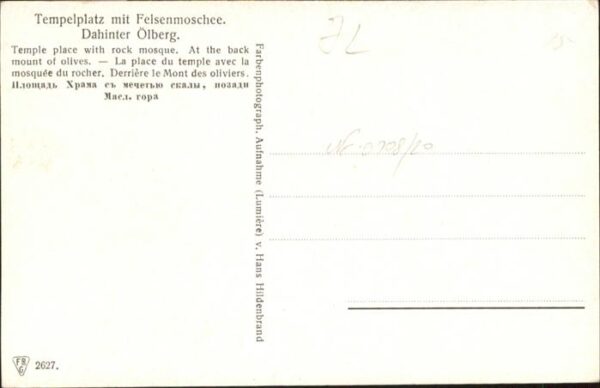 Tempelplatz mit Felsenmoschee.
Dahinter Ölberg.
Temple place with rock mosque. At the back
mount of olives. — La place du temple avec la
mosquée du rocher. Derrière le Mont des oliviers.
Площадь Храма съ мечетью скалы, позади
Масл. гора
Farbenphotograph. Aufnahme (Lumière) v. Hans Hildenbrand
FR
G
2627.